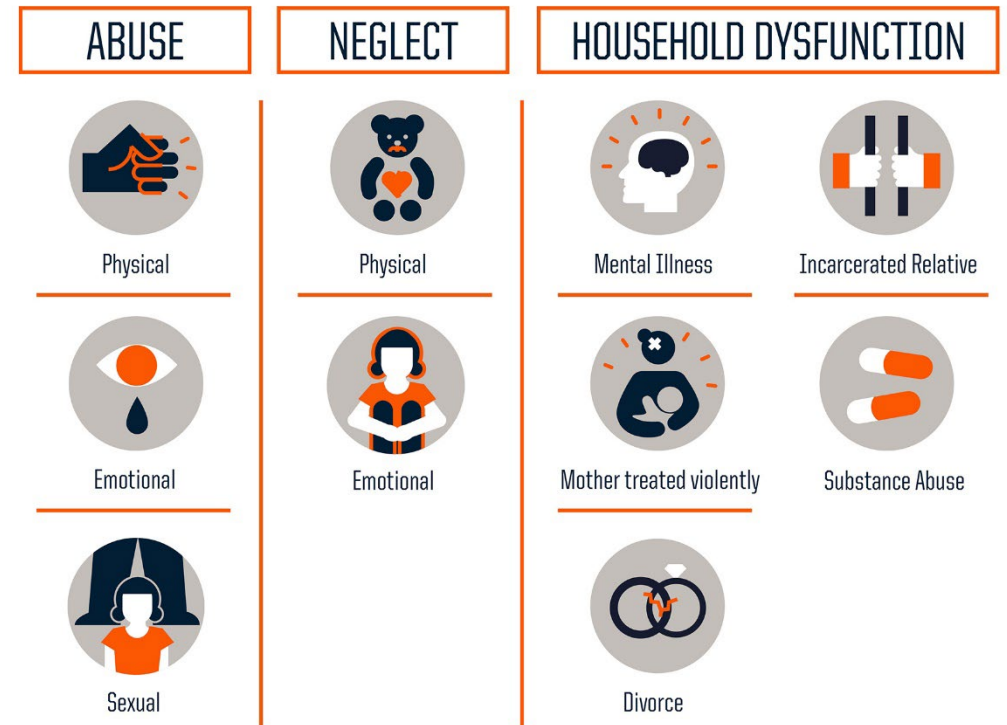 ABUSE
Physical
Emotional
Sexual
NEGLECT
Physical
Emotional
HOUSEHOLD DYSFUNCTION
Mental Illness
Incarcerated Relative
Mother treated violently
Substance Abuse
Divorce